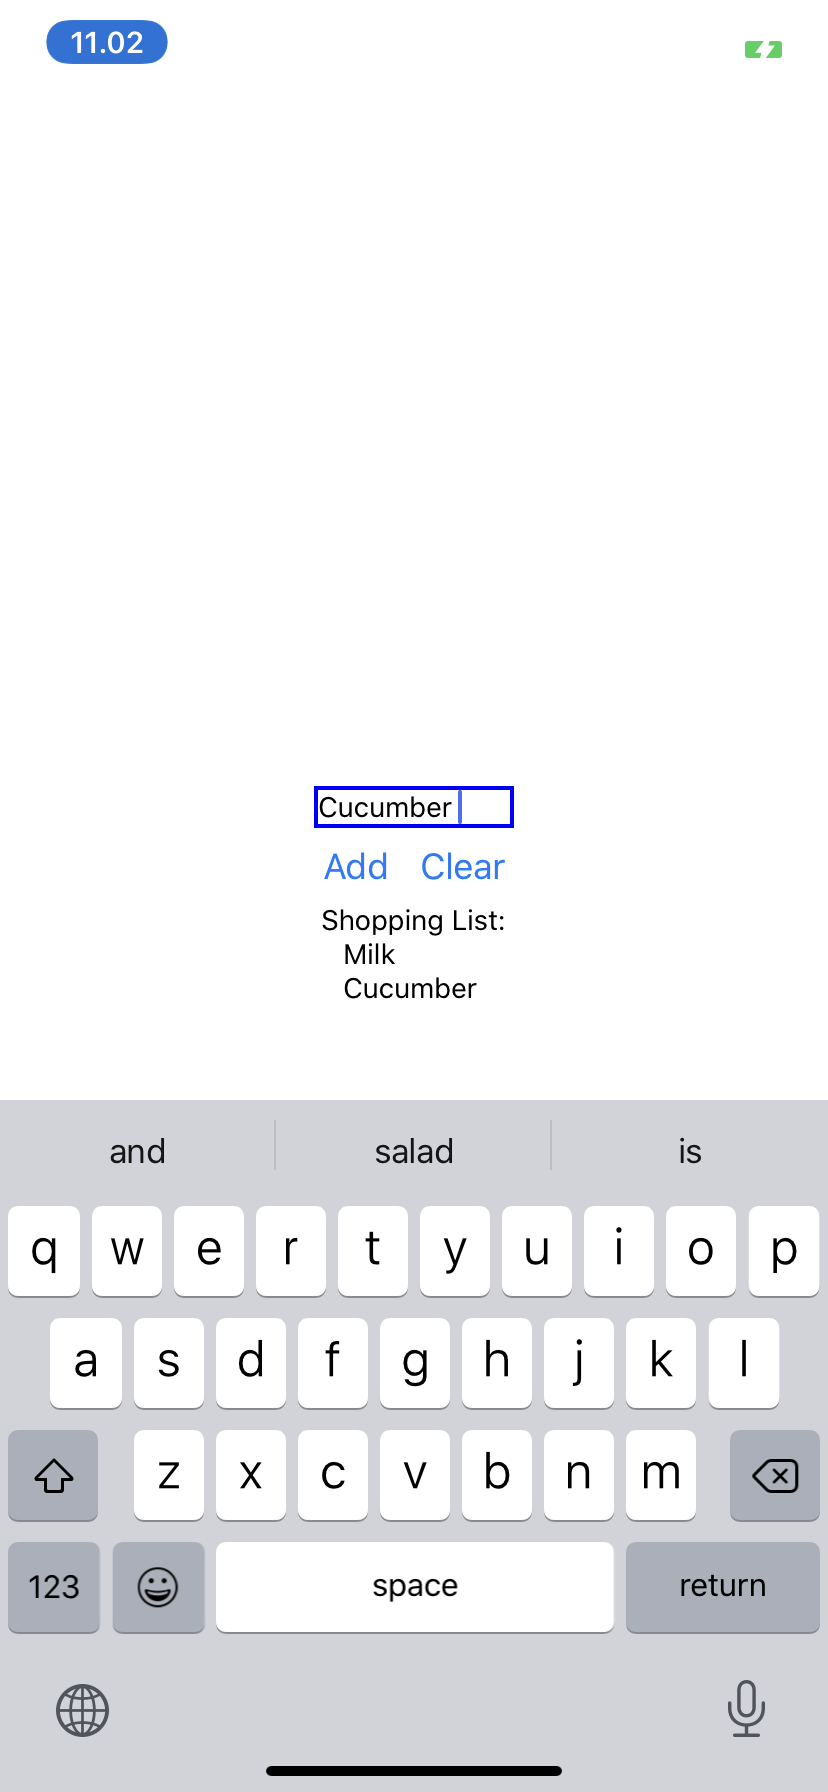 11.02
Cucumber
Add Clear
Shopping List:
Milk
Cucumber
and salad is
q w e r t y u i o p
a s d f g h j k l
z x c v b n m
123 space return